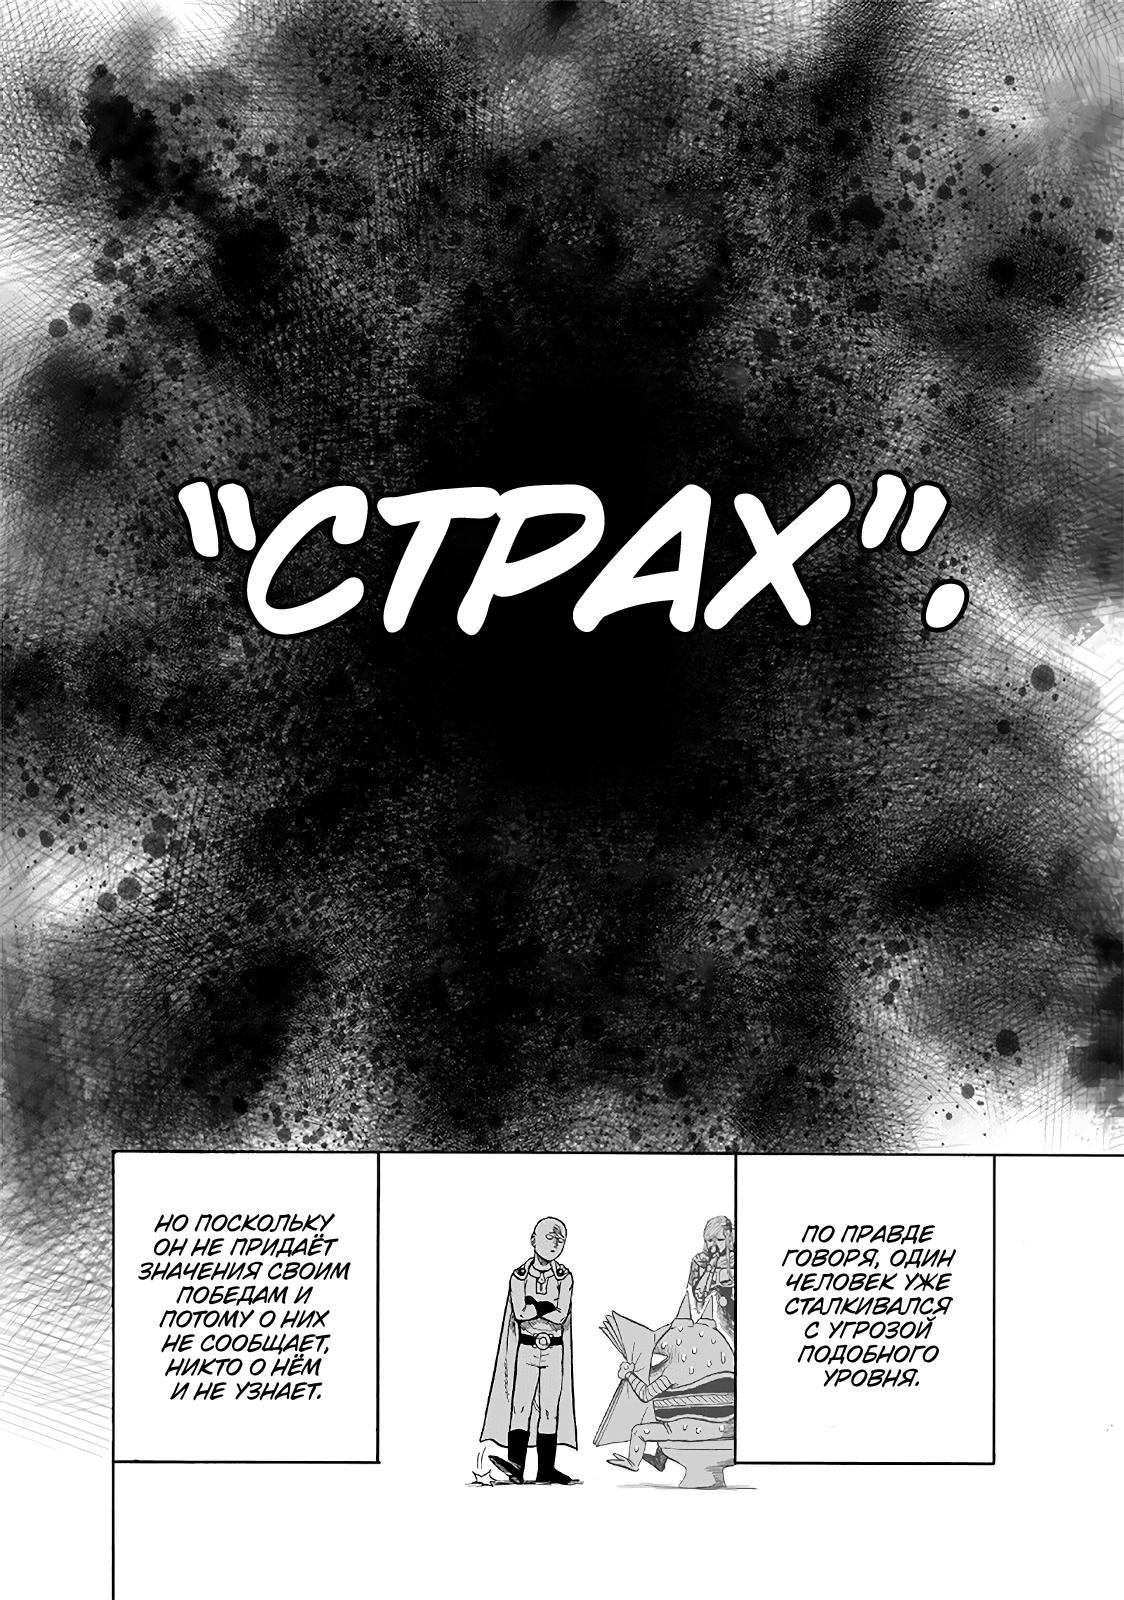 “СТРАХ”.
ПО ПРАВДЕ
ГОВОРЯ, ОДИН
ЧЕЛОВЕК УЖЕ
СТАЛКИВАЛСЯ
С УГРОЗОЙ
ПОДОБНОГО
УРОВНЯ.
НО ПОСКОЛЬКУ
ОН НЕ ПРИДАЁТ
ЗНАЧЕНИЯ СВОИМ
ПОБЕДАМ И
ПОТОМУ О НИХ
НЕ СООБЩАЕТ,
НИКТО О НЁМ
И НЕ УЗНАЕТ.